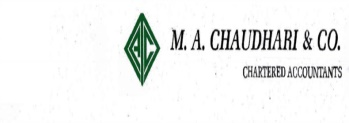 M. A. CHAUDHARI & CO.
CHARTERED ACCOUNTANTS